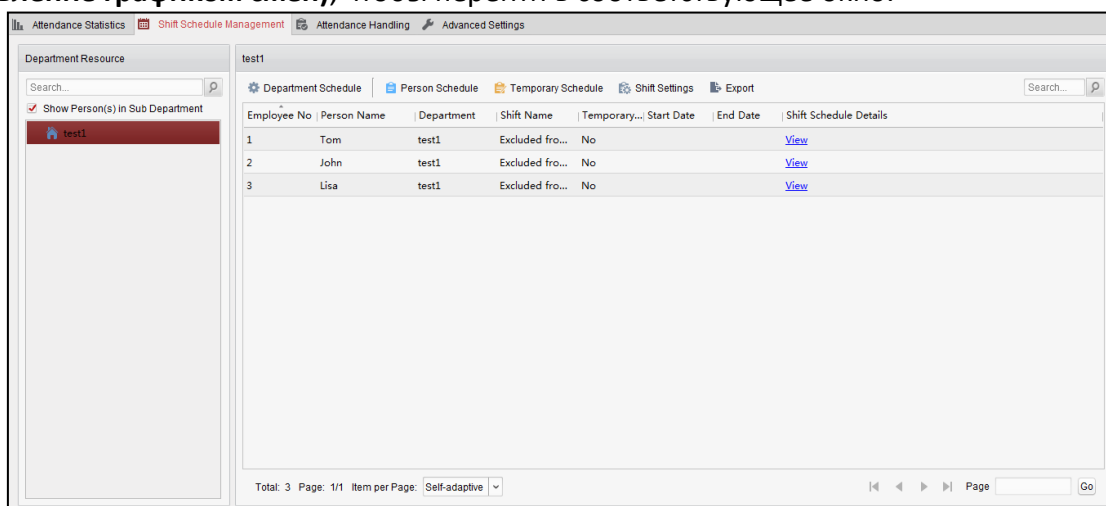 Attendance Statistics Shift Schedule Management Attendance Handling Advanced Settings
Department Resource
test1
Search...
Show Person(s) in Sub Department
test1
Department Schedule Person Schedule Temporary Schedule Shift Settings Export Search...
Employee No Person Name Department Shift Name Temporary... Start Date End Date Shift Schedule Details
1 Tom test1 Excluded fro... No View
2 John test1 Excluded fro... No View
3 Lisa test1 Excluded fro... No View
Total: 3 Page: 1/1 Item per Page: Self-adaptive Page Go